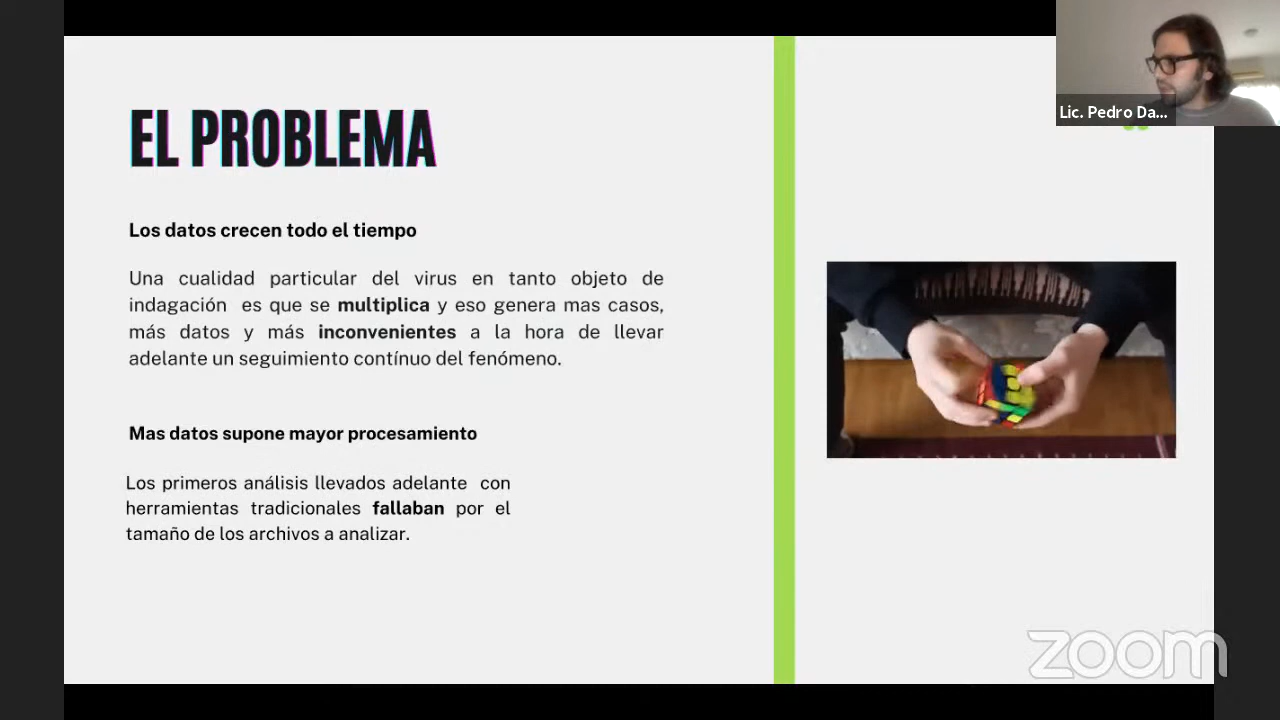 EL PROBLEMA
Los datos crecen todo el tiempo
Una cualidad particular del virus en tanto objeto de
indagación es que se multiplica y eso genera mas casos,
más datos y más inconvenientes a la hora de llevar
adelante un seguimiento contínuo del fenómeno.
Mas datos supone mayor procesamiento
Los primeros análisis llevados adelante con
herramientas tradicionales fallaban por el
tamaño de los archivos a analizar.
Lic. Pedro Da...
zoom